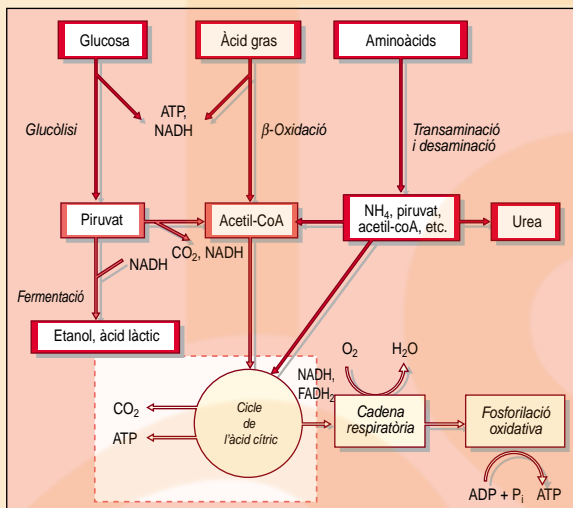 Glucosa
Àcid gras
Aminoàcids
ATP,
NADH
Glucòlisi
β-Oxidació
Transaminació
i desaminació
Piruvat
Acetil-CoA
NH₄, piruvat,
acetil-coA, etc.
Urea
CO₂, NADH
NADH
Fermentació
Etanol, àcid làctic
O₂
H₂O
NADH,
FADH₂
CO₂
ATP
Cicle
de
l'àcid cítric
Cadena
respiratòria
Fosforilació
oxidativa
ADP + Pᵢ
ATP